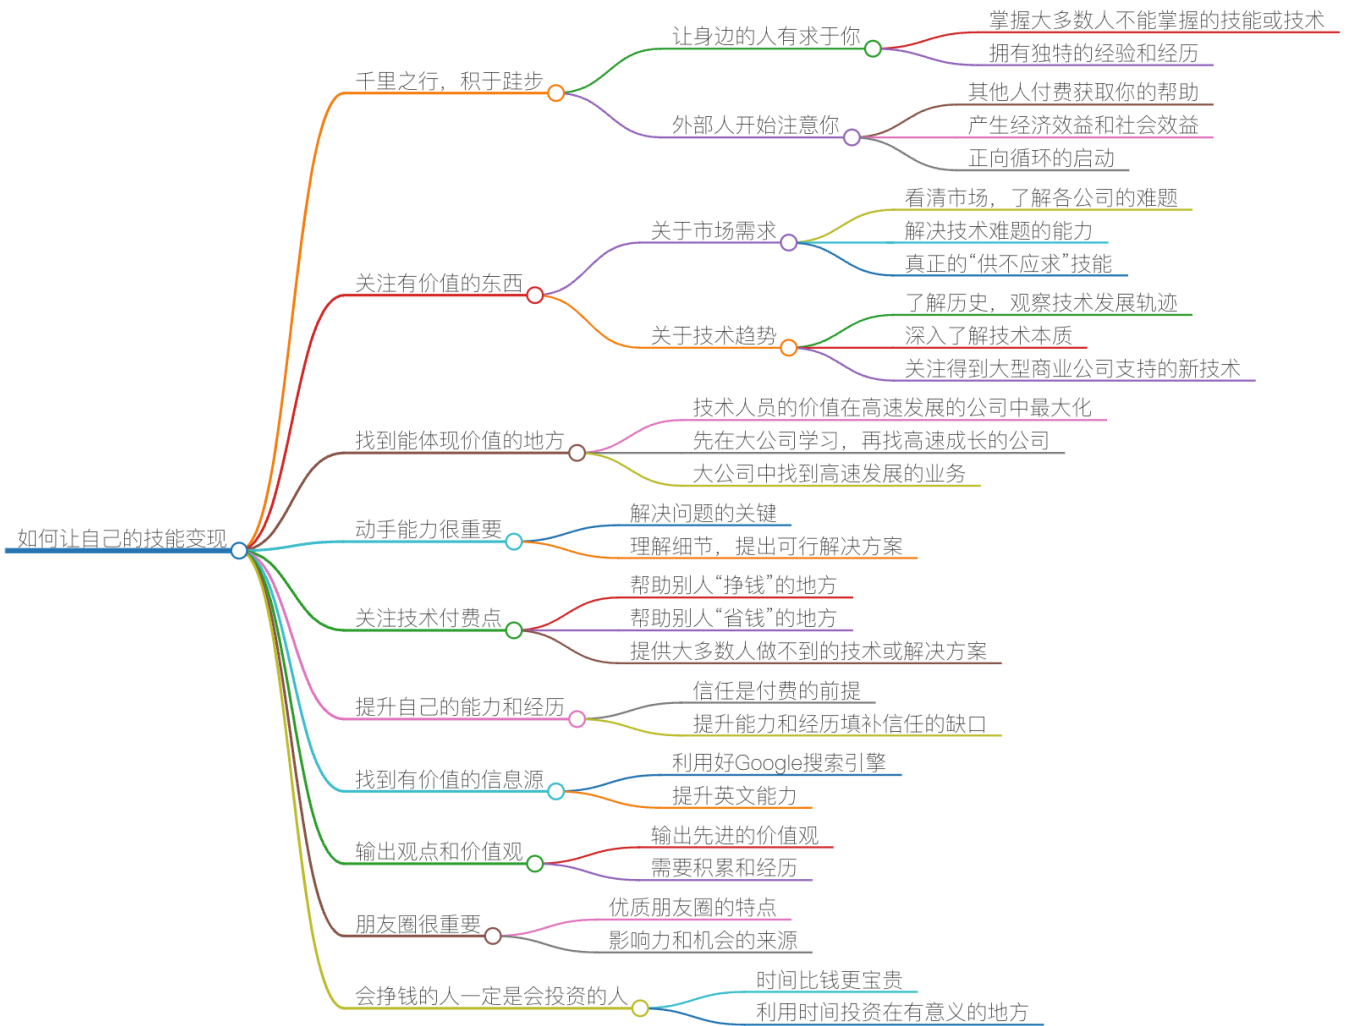 如何让自己的技能变现
千里之行，积于跬步
让身边的人有求于你
掌握大多数人不能掌握的技能或技术
拥有独特的经验和经历
外部人开始注意你
其他人付费获取你的帮助
产生经济效益和社会效益
正向循环的启动
关注有价值的东西
关于市场需求
看清市场，了解各公司的难题
解决技术难题的能力
真正的“供不应求”技能
关于技术趋势
了解历史，观察技术发展轨迹
深入了解技术本质
关注得到大型商业公司支持的新技术
找到能体现价值的地方
技术人员的价值在高速发展的公司中最大化
先在大公司学习，再找高速成长的公司
大公司中找到高速发展的业务
动手能力很重要
解决问题的关键
理解细节，提出可行解决方案
关注技术付费点
帮助别人“挣钱”的地方
帮助别人“省钱”的地方
提供大多数人做不到的技术或解决方案
提升自己的能力和经历
信任是付费的前提
提升能力和经历填补信任的缺口
找到有价值的信息源
利用好Google搜索引擎
提升英文能力
输出观点和价值观
输出先进的价值观
需要积累和经历
朋友圈很重要
优质朋友圈的特点
影响力和机会的来源
会挣钱的人一定是会投资的人
时间比钱更宝贵
利用时间投资在有意义的地方